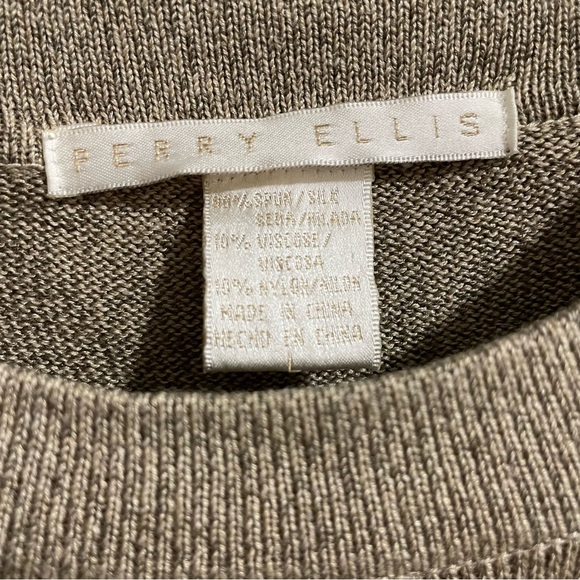 PERRY ELLIS
80% SPUN/SILK
SEDA/HILADA
10% VISCOSE/
VISCOSA
10% NYLON/NILON
MADE IN CHINA
HECHO EN CHINA
L